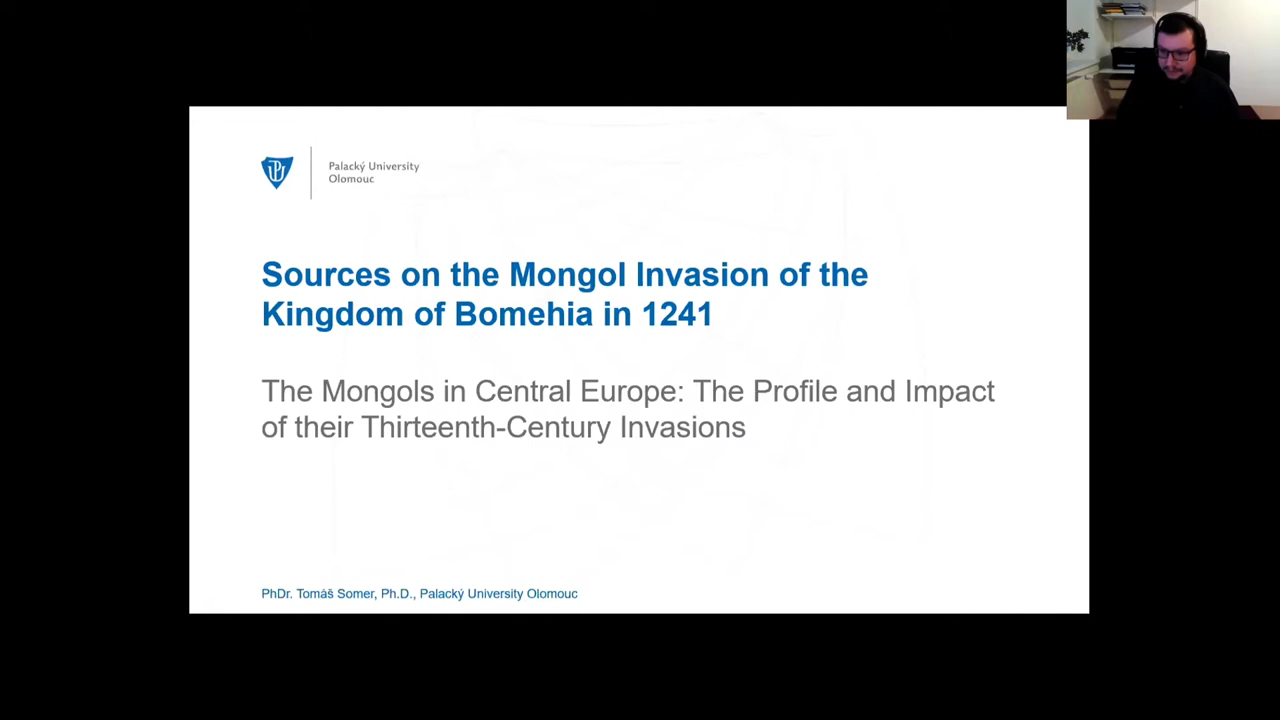 Palacký University
Olomouc
Sources on the Mongol Invasion of the
Kingdom of Bomehia in 1241
The Mongols in Central Europe: The Profile and Impact
of their Thirteenth-Century Invasions
PhDr. Tomáš Somer, Ph.D., Palacký University Olomouc